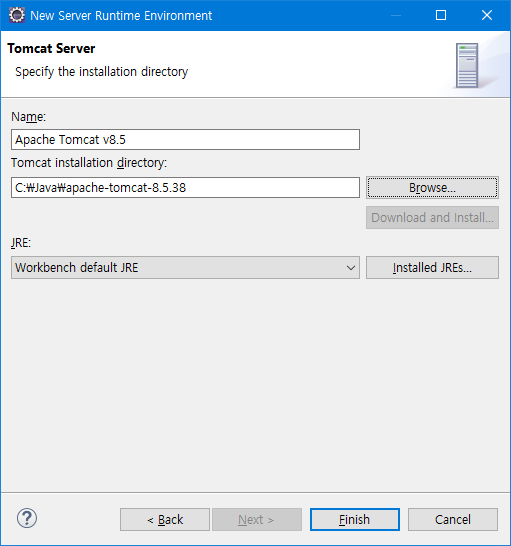 New Server Runtime Environment
Tomcat Server
Specify the installation directory
Name:
Apache Tomcat v8.5
Tomcat installation directory:
C:₩Java₩apache-tomcat-8.5.38
Browse...
Download and Install...
JRE:
Workbench default JRE
Installed JREs...
?
< Back
Next >
Finish
Cancel